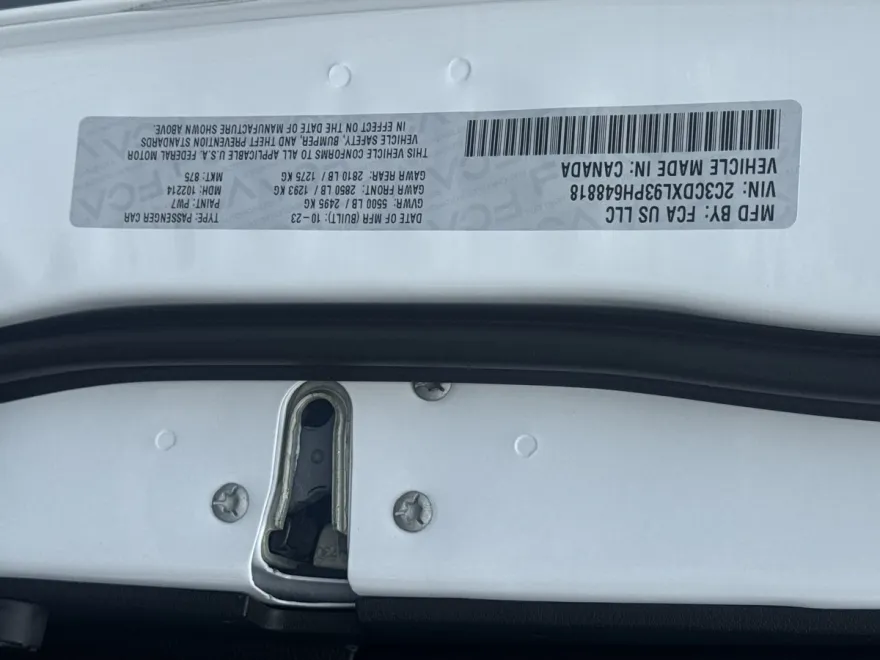 MFD BY: FCA US LLC
VIN: 2C3CDXL93PH648818
VEHICLE MADE IN: CANADA
DATE OF MFR (BUILT): 10-23
GVWR: 5500 LB / 2495 KG
GAWR FRONT: 2850 LB / 1293 KG
GAWR REAR: 2810 LB / 1275 KG
TYPE: PASSENGER CAR
PAINT: PW7
MDH: 102214
MKT: 875
THIS VEHICLE CONFORMS TO ALL APPLICABLE U.S.A. FEDERAL MOTOR
VEHICLE SAFETY, BUMPER, AND THEFT PREVENTION STANDARDS
IN EFFECT ON THE DATE OF MANUFACTURE SHOWN ABOVE.
FCA